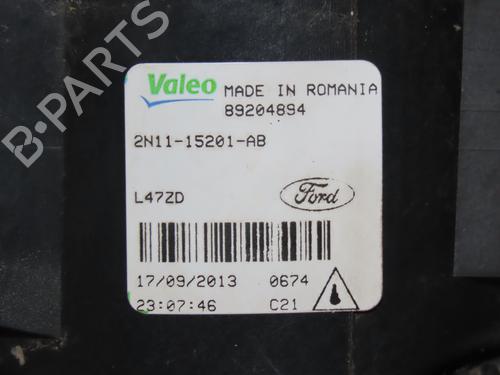 Valeo MADE IN ROMANIA
89204894
2N11-15201-AB
L47ZD
Ford
17/09/2013 0674
23:07:46 C21
B-PARTS